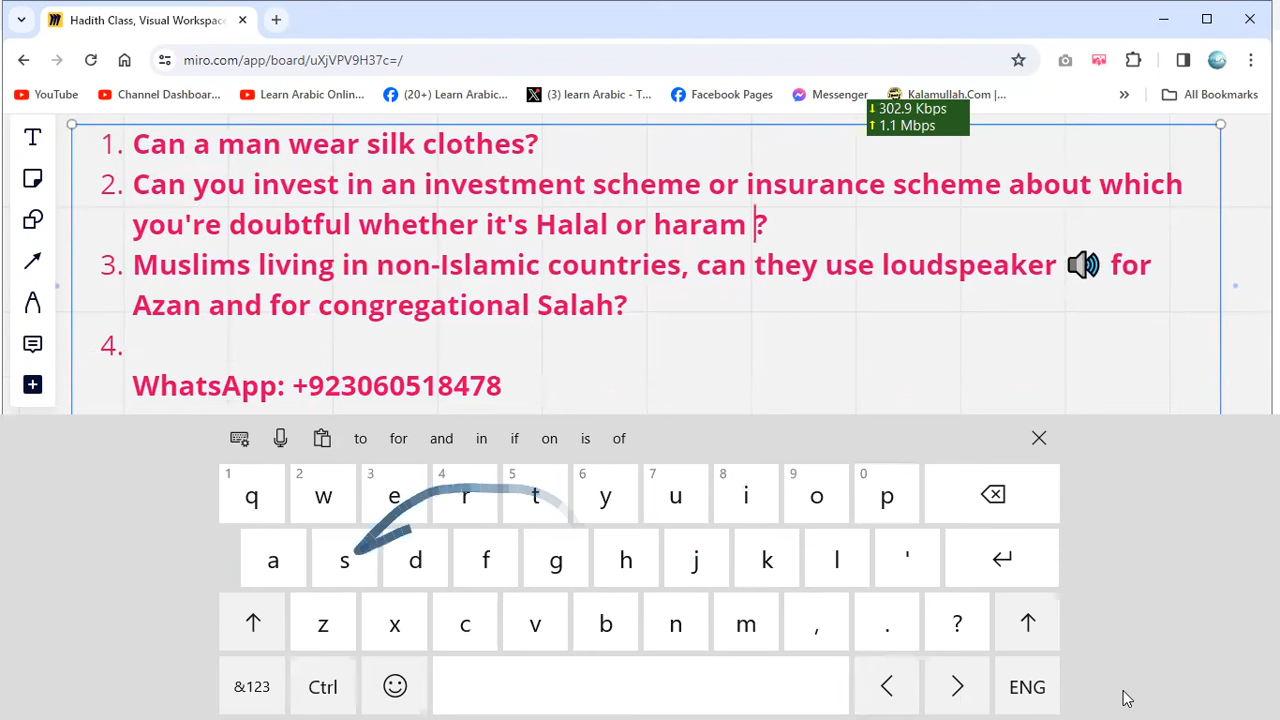 Hadith Class, Visual Workspace
miro.com/app/board/uXjVPV9H37c=/
YouTube
Channel Dashboar...
Learn Arabic Onlin...
(20+) Learn Arabic...
(3) learn Arabic - T...
Facebook Pages
Messenger
Kalamullah.Com |...
»
All Bookmarks
302.9 Kbps
1.1 Mbps
1. Can a man wear silk clothes?
2. Can you invest in an investment scheme or insurance scheme about which
you're doubtful whether it's Halal or haram ?
3. Muslims living in non-Islamic countries, can they use loudspeaker 🔊 for
Azan and for congregational Salah?
4.
WhatsApp: +923060518478
to for and in if on is of
1 2 3 4 5 6 7 8 9 0
q w e r t y u i o p
a s d f g h j k l '
z x c v b n m , . ?
&123 Ctrl < > ENG